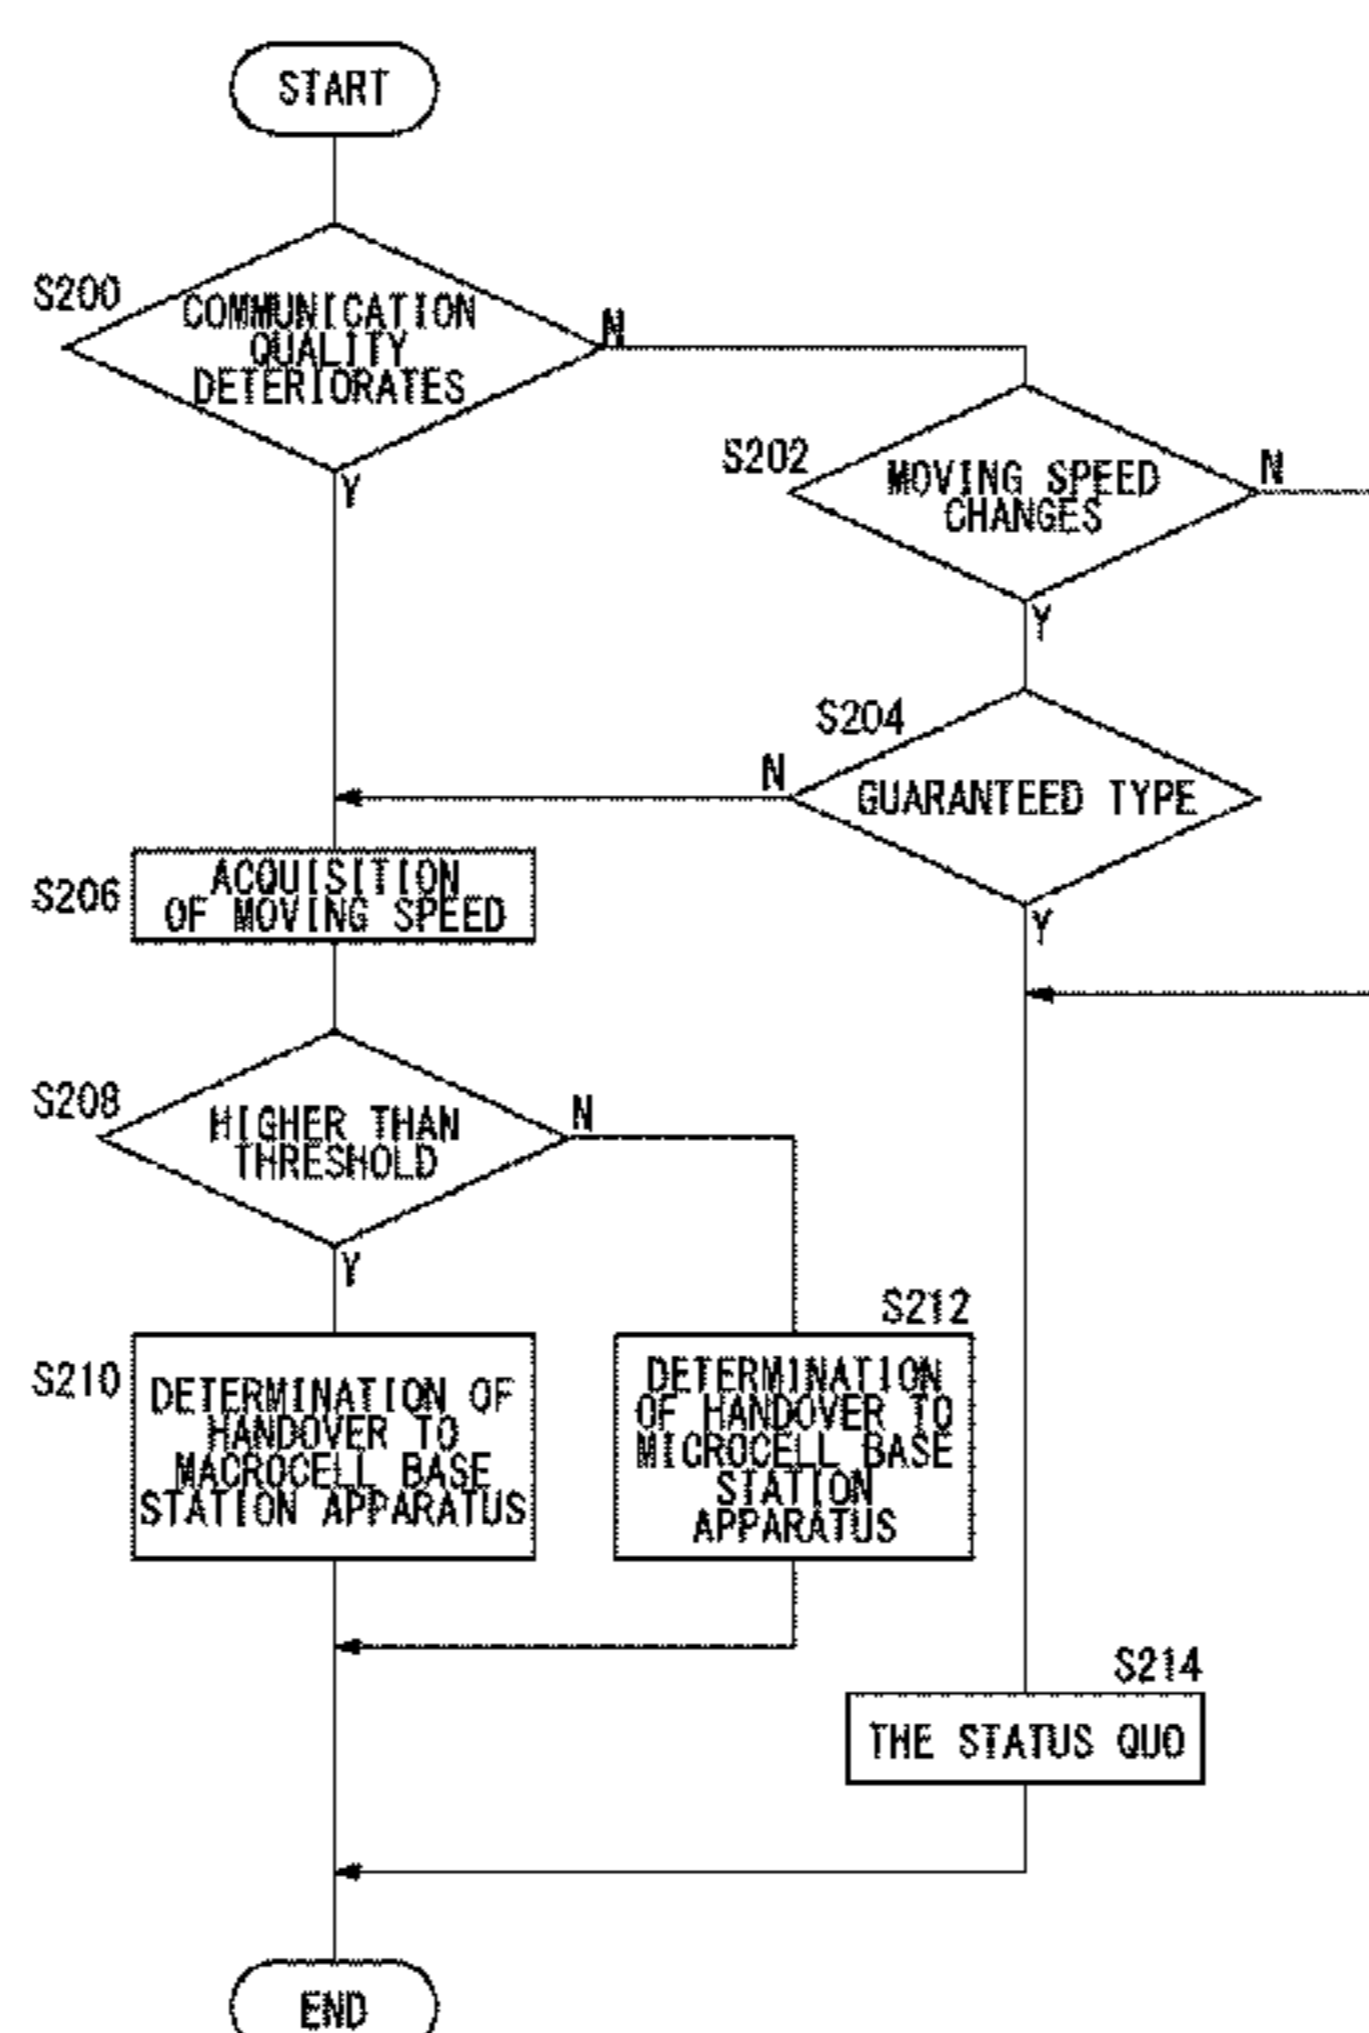 START
S200
COMMUNICATION
QUALITY
DETERIORATES
N
Y
S202
MOVING SPEED
CHANGES
N
Y
S204
GUARANTEED TYPE
N
Y
S206
ACQUISITION
OF MOVING SPEED
S208
HIGHER THAN
THRESHOLD
N
Y
S210
DETERMINATION OF
HANDOVER TO
MACROCELL BASE
STATION APPARATUS
S212
DETERMINATION
OF HANDOVER TO
MICROCELL BASE
STATION
APPARATUS
S214
THE STATUS QUO
END